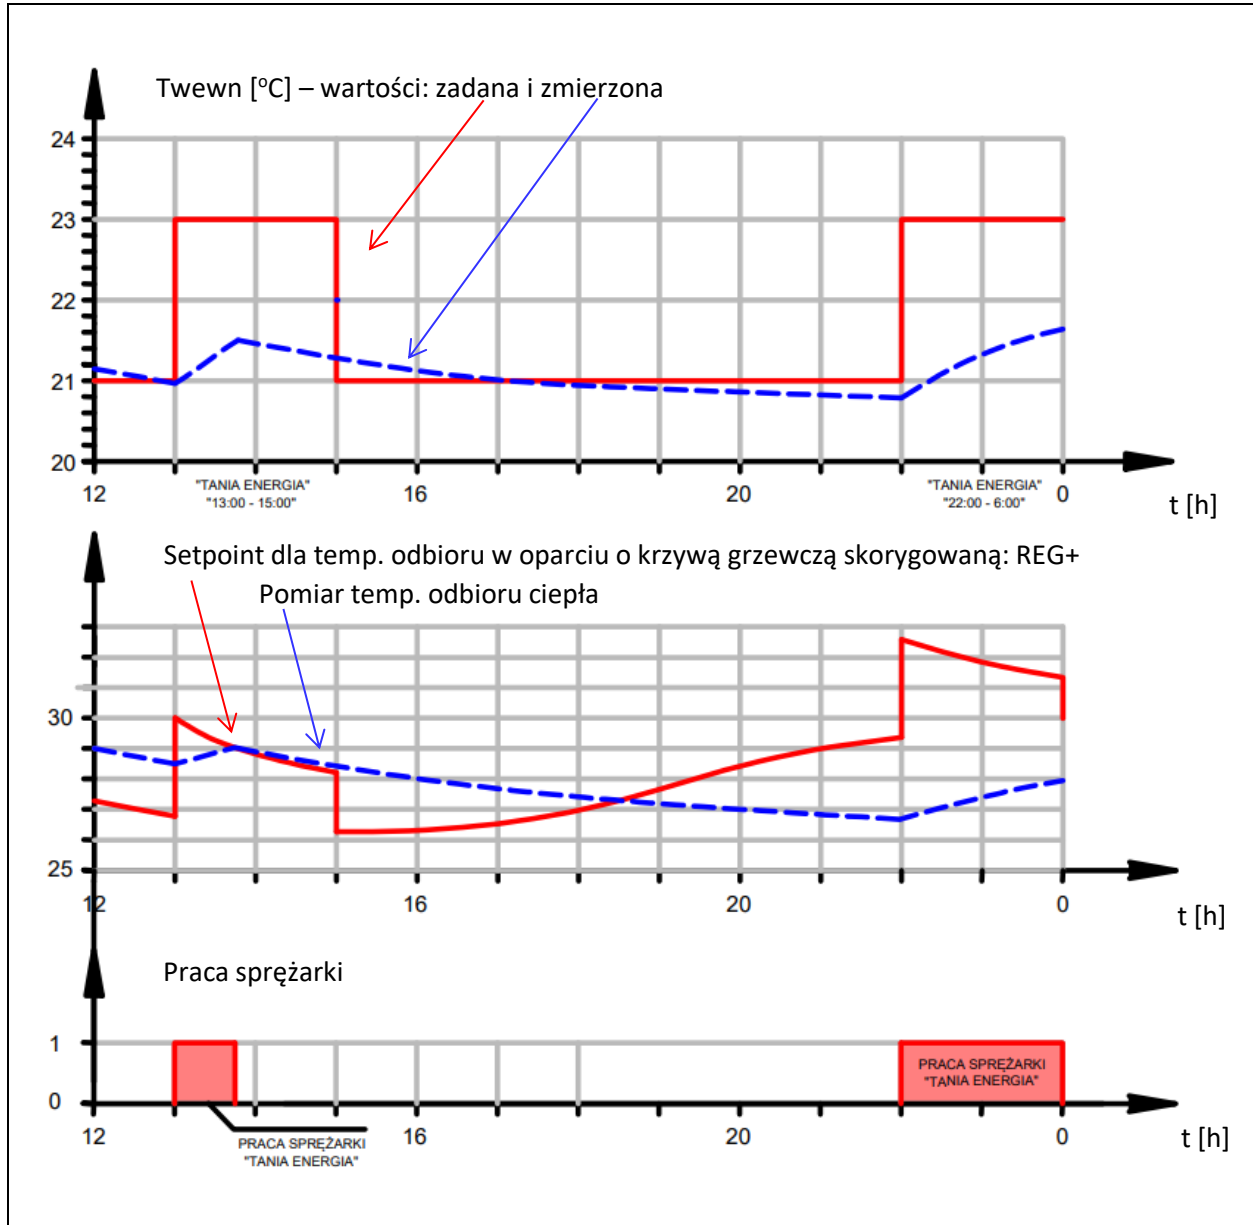 Twewn [°C] – wartości: zadana i zmierzona
24
23
22
21
20
12
"TANIA ENERGIA"
"13:00 - 15:00"
16
20
"TANIA ENERGIA"
"22:00 - 6:00"
0
t [h]
Setpoint dla temp. odbioru w oparciu o krzywą grzewczą skorygowaną: REG+
Pomiar temp. odbioru ciepła
30
25
12
16
20
0
t [h]
Praca sprężarki
1
0
12
16
20
0
t [h]
PRACA SPRĘŻARKI
"TANIA ENERGIA"
PRACA SPRĘŻARKI
"TANIA ENERGIA"